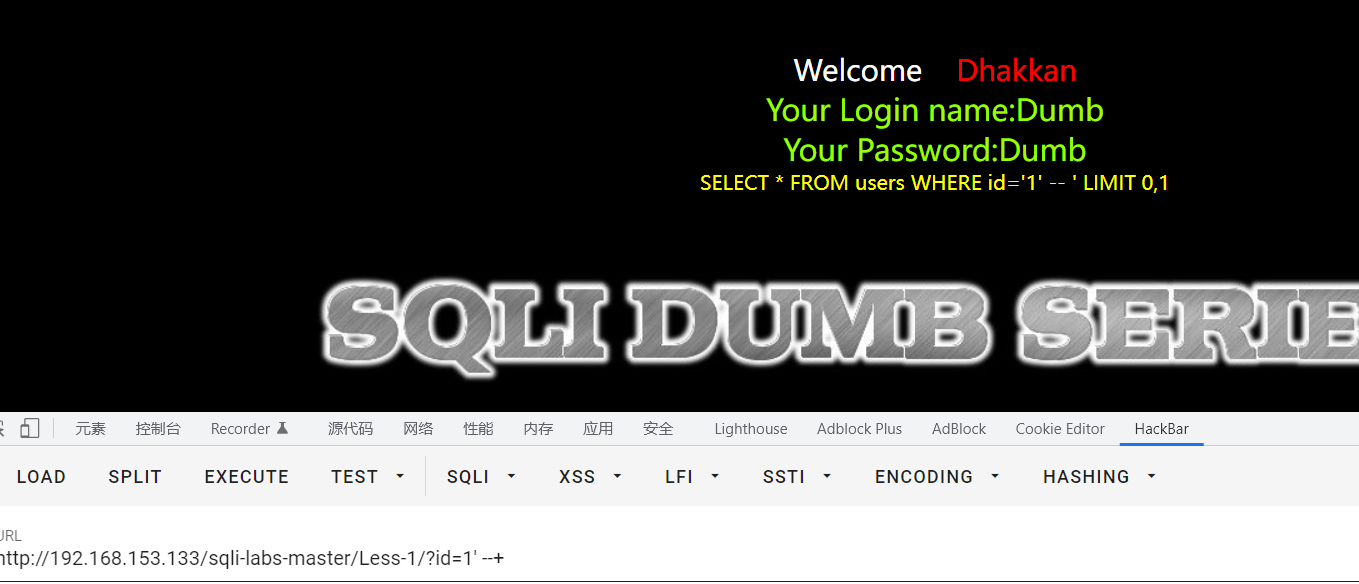 Welcome Dhakkan
Your Login name:Dumb
Your Password:Dumb
SELECT * FROM users WHERE id='1' -- ' LIMIT 0,1
SQLI DUMB SERIE
元素 控制台 Recorder 源代码 网络 性能 内存 应用 安全 Lighthouse Adblock Plus AdBlock Cookie Editor HackBar
LOAD SPLIT EXECUTE TEST SQLI XSS LFI SSTI ENCODING HASHING
URL
http://192.168.153.133/sqli-labs-master/Less-1/?id=1' --+